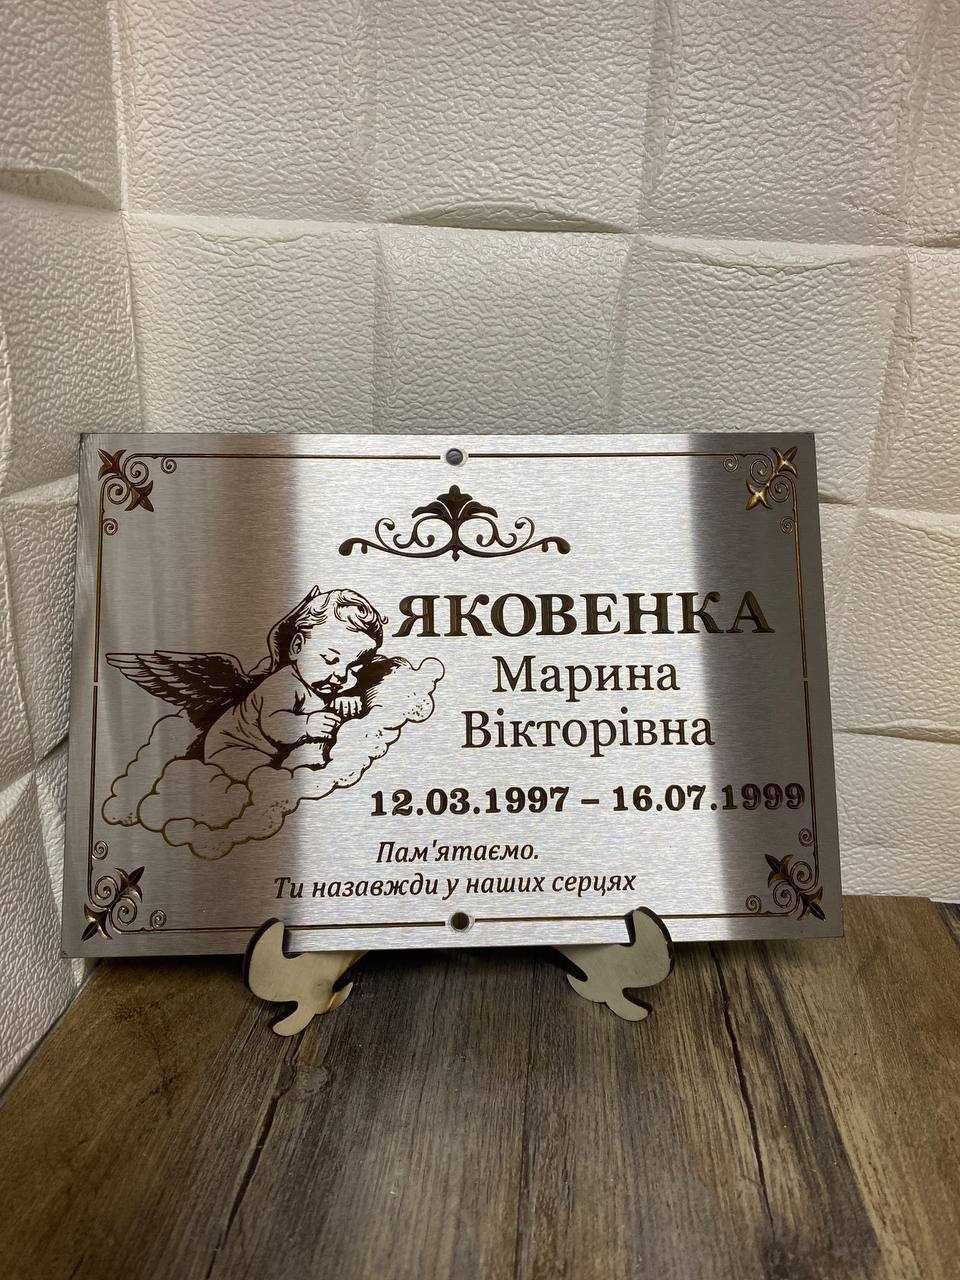 ЯКОВЕНКА
Марина
Вікторівна
12.03.1997 – 16.07.1999
Пам'ятаємо.
Ти назавжди у наших серцях